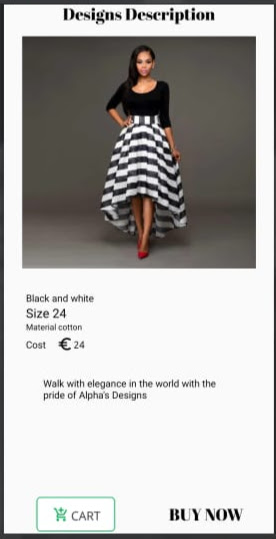 Designs Description
Black and white
Size 24
Material cotton
Cost € 24
Walk with elegance in the world with the
pride of Alpha's Designs
CART
BUY NOW